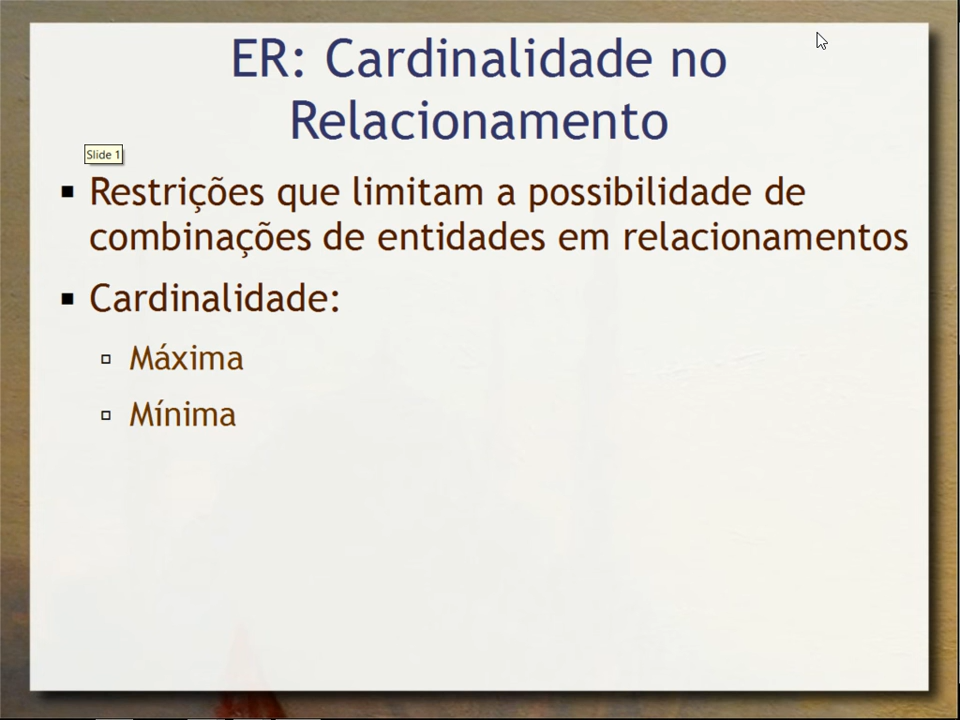 ER: Cardinalidade no
Relacionamento
Slide 1
Restrições que limitam a possibilidade de
combinações de entidades em relacionamentos
Cardinalidade:
Máxima
Mínima